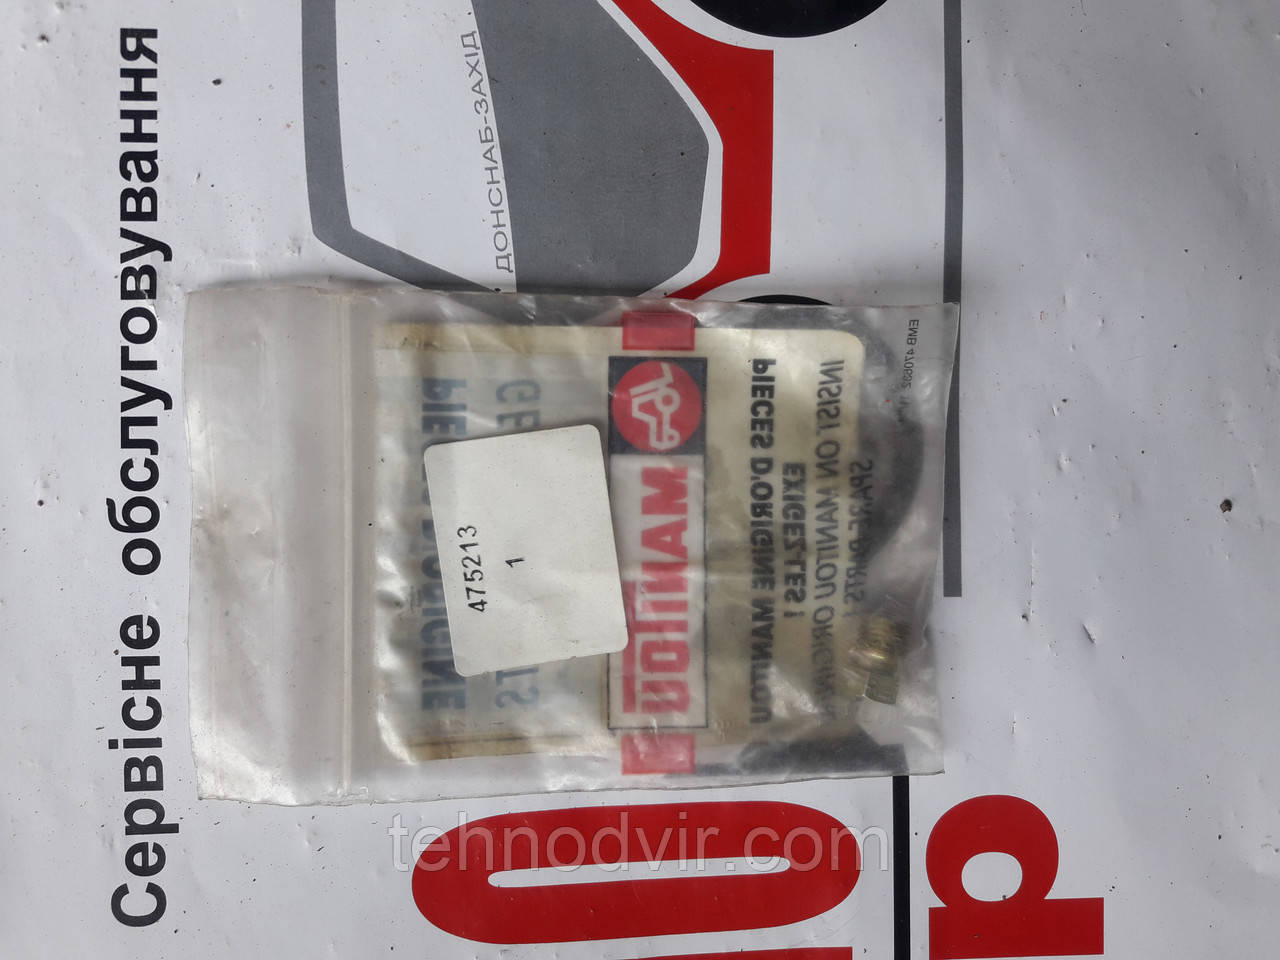 Сервісне обслуговування
ДОНСНАБ-ЗАХІД
475213
1
MANITOU
PIECES D'ORIGINE MANITOU
EXIGEZ-LES !
INSIST ON MANITOU ORIGINAL
SPARE PARTS !
tehnodvir.com